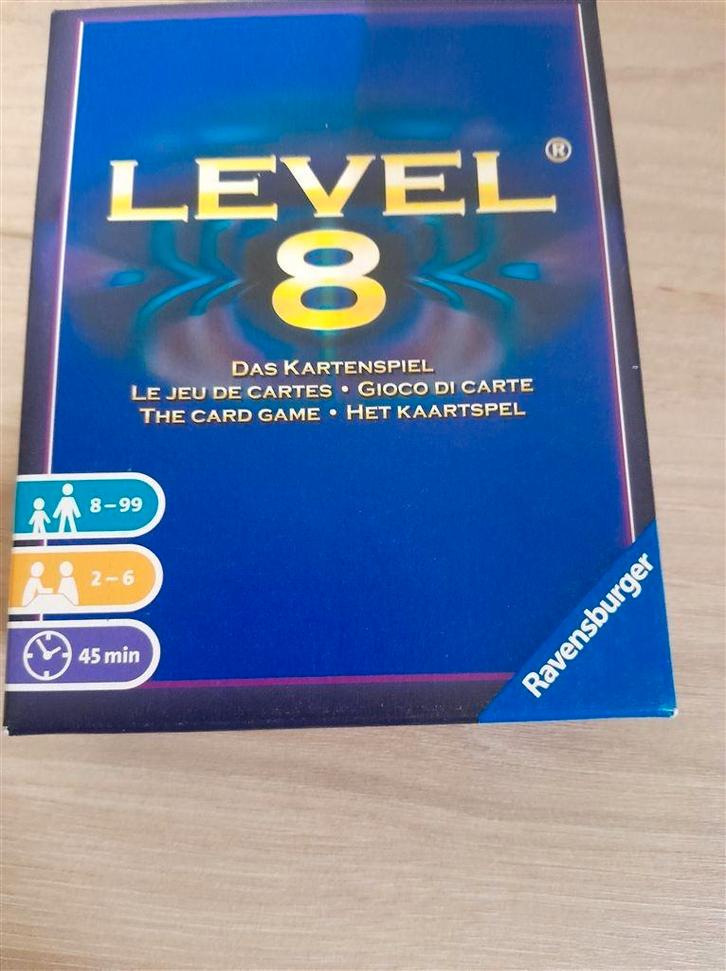 LEVEL®
8
DAS KARTENSPIEL
LE JEU DE CARTES • GIOCO DI CARTE
THE CARD GAME • HET KAARTSPEL
8–99
2–6
45 min
Ravensburger